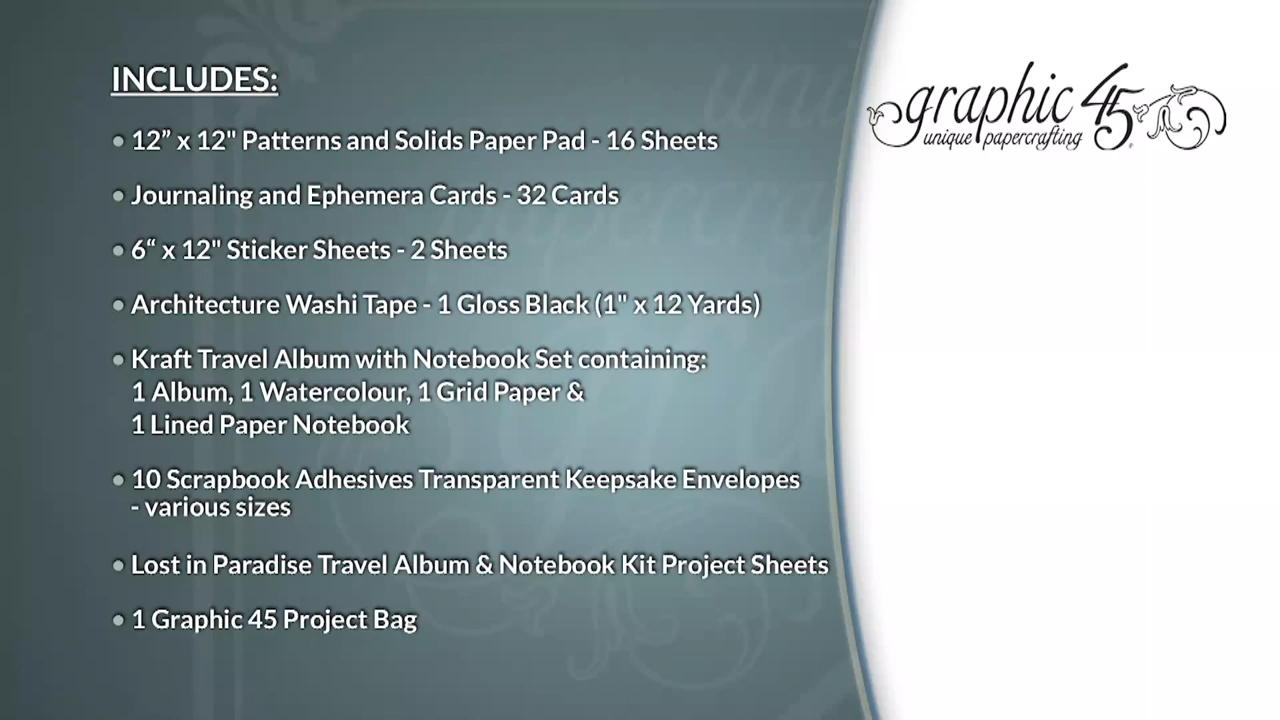 INCLUDES:
• 12” x 12" Patterns and Solids Paper Pad - 16 Sheets
• Journaling and Ephemera Cards - 32 Cards
• 6“ x 12" Sticker Sheets - 2 Sheets
• Architecture Washi Tape - 1 Gloss Black (1" x 12 Yards)
• Kraft Travel Album with Notebook Set containing:
1 Album, 1 Watercolour, 1 Grid Paper &
1 Lined Paper Notebook
• 10 Scrapbook Adhesives Transparent Keepsake Envelopes
- various sizes
• Lost in Paradise Travel Album & Notebook Kit Project Sheets
• 1 Graphic 45 Project Bag
graphic 45
unique papercrafting